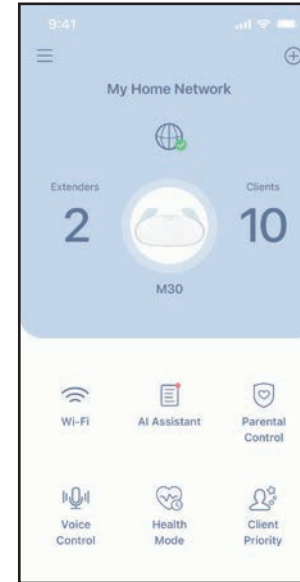 9:41
My Home Network
Extenders
Clients
2
10
M30
Wi-Fi
AI Assistant
Parental
Control
Voice
Control
Health
Mode
Client
Priority